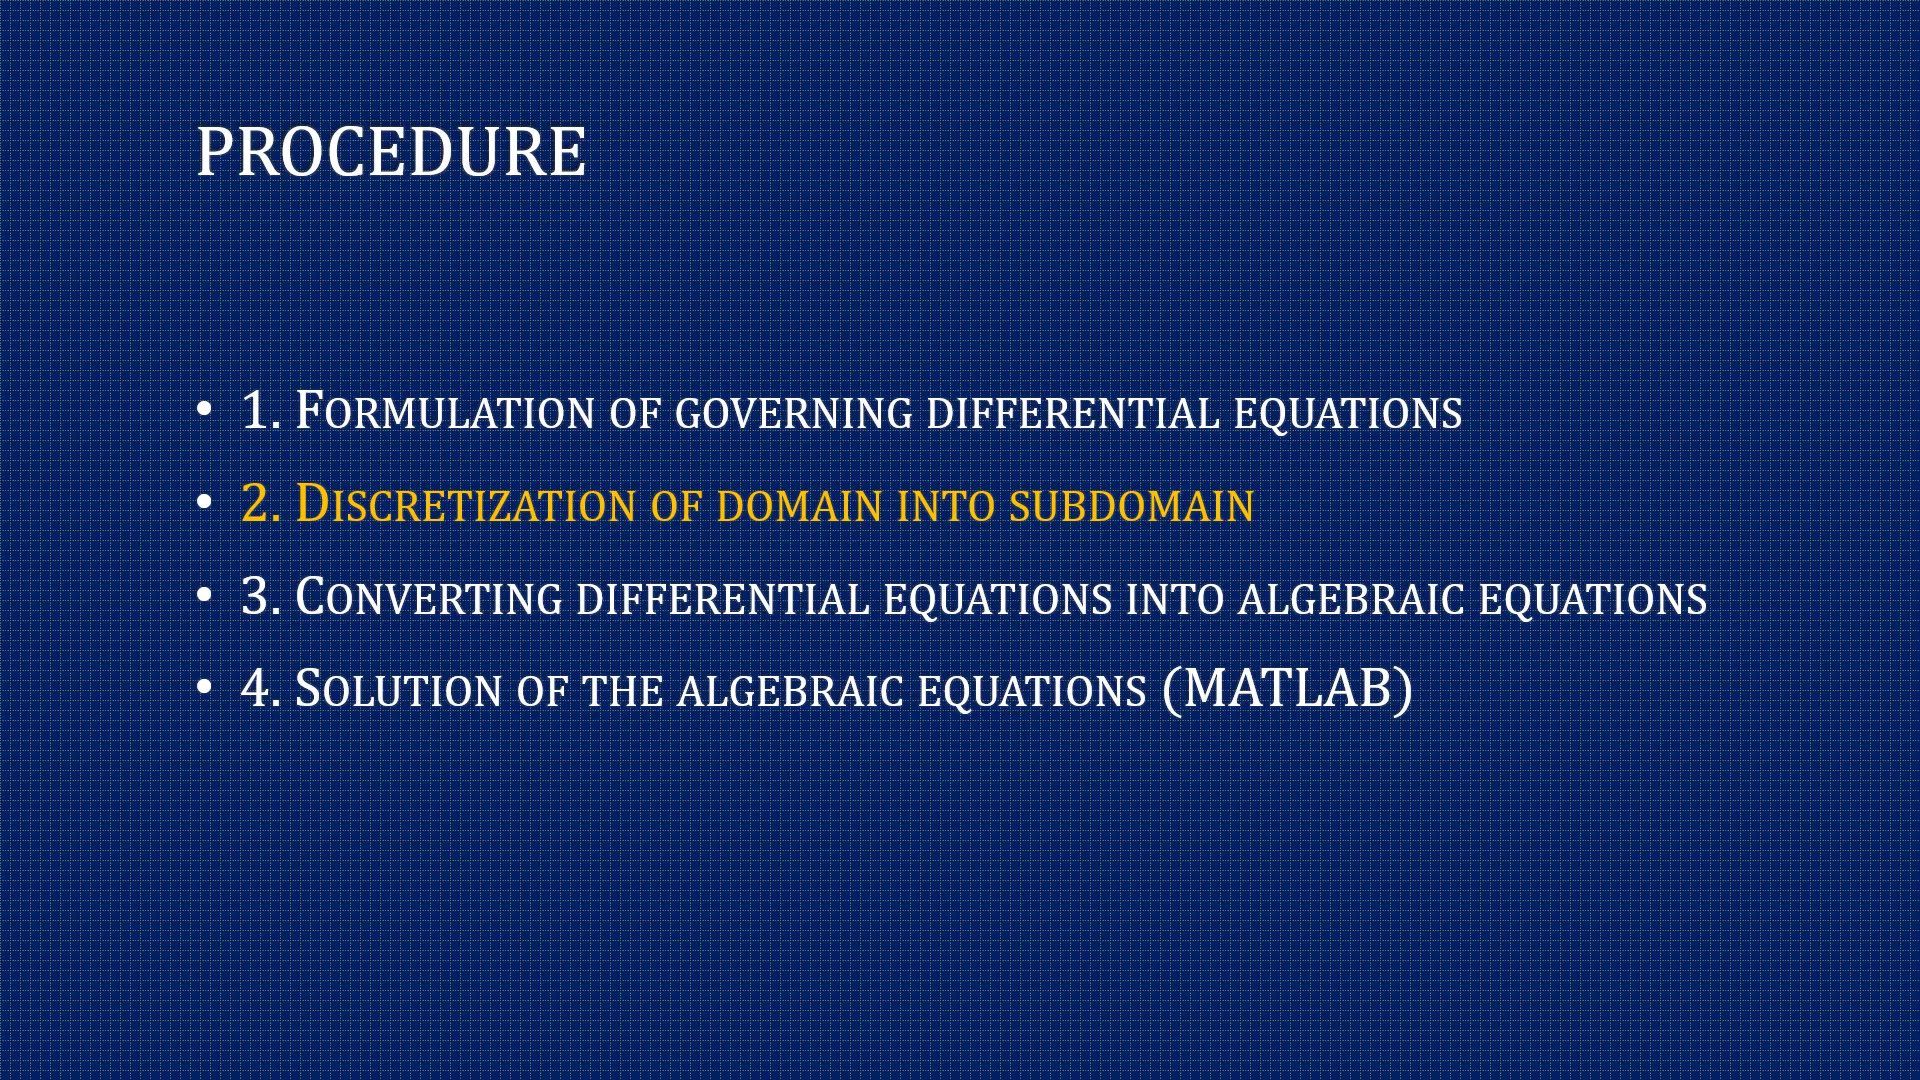 PROCEDURE
• 1. Formulation of governing differential equations
• 2. Discretization of domain into subdomain
• 3. Converting differential equations into algebraic equations
• 4. Solution of the algebraic equations (MATLAB)